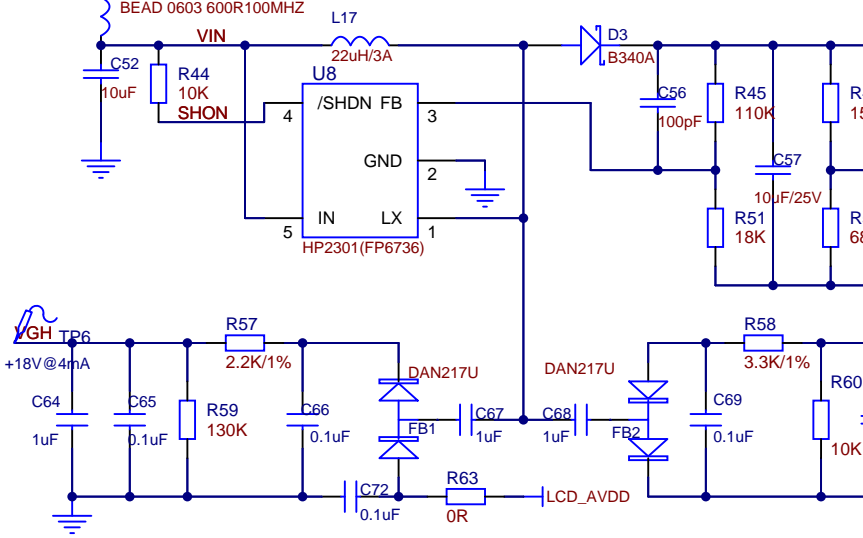 BEAD 0603 600R100MHZ
L17
VIN
22uH/3A
D3
B340A
C52
10uF
R44
10K
SHON
U8
/SHDN FB
4
3
GND
2
IN LX
5
1
HP2301(FP6736)
C56
100pF
R45
110K
C57
10uF/25V
R51
18K
VGH TP6
+18V@4mA
R57
2.2K/1%
C64
1uF
C65
0.1uF
R59
130K
C66
0.1uF
DAN217U
FB1
C67
1uF
C68
1uF
DAN217U
FB2
C69
0.1uF
R58
3.3K/1%
R60
10K
C72
0.1uF
R63
0R
LCD_AVDD